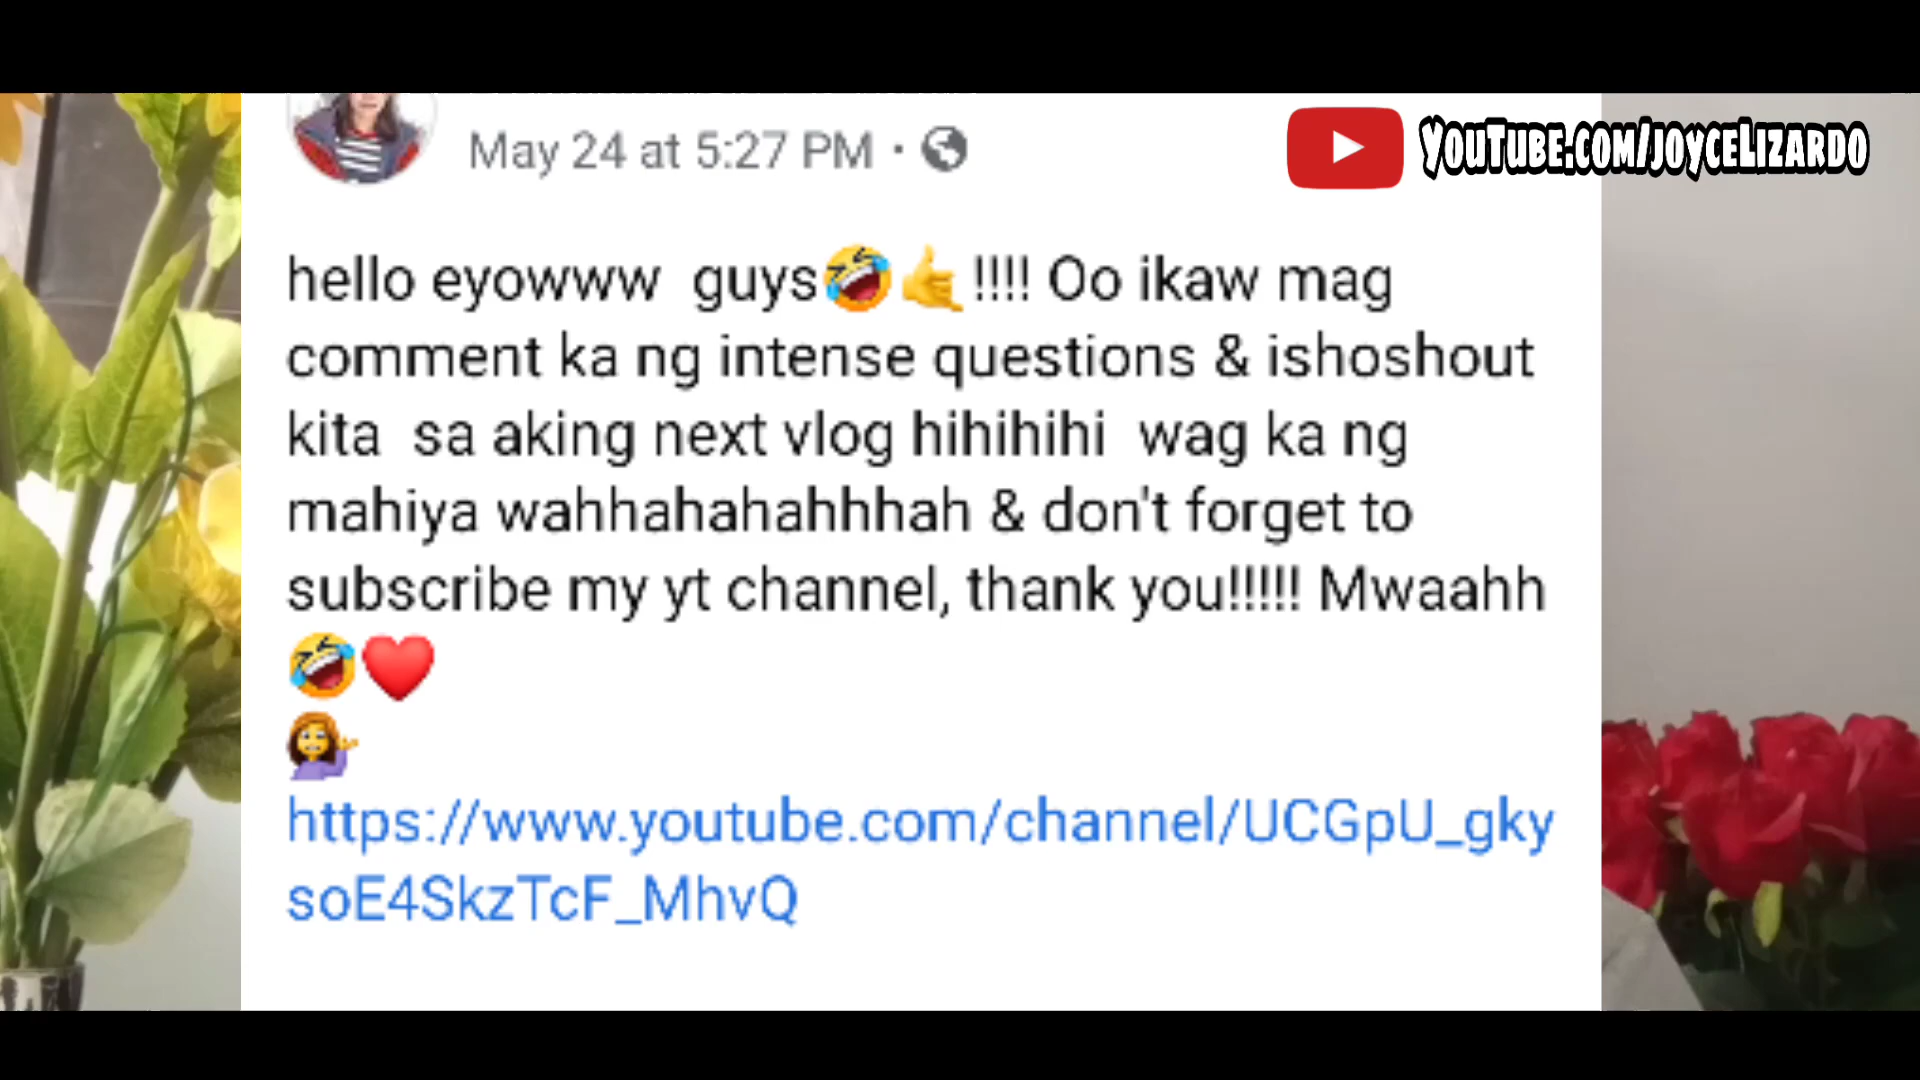 May 24 at 5:27 PM ·
YouTube.com/joyceLizardo
hello eyowww guys🤣🤙!!!! Oo ikaw mag
comment ka ng intense questions & ishoshout
kita sa aking next vlog hihihihi wag ka ng
mahiya wahhahahahhhah & don't forget to
subscribe my yt channel, thank you!!!!! Mwaahh
🤣❤️
💁‍♀️
https://www.youtube.com/channel/UCGpU_gky
soE4SkzTcF_MhvQ